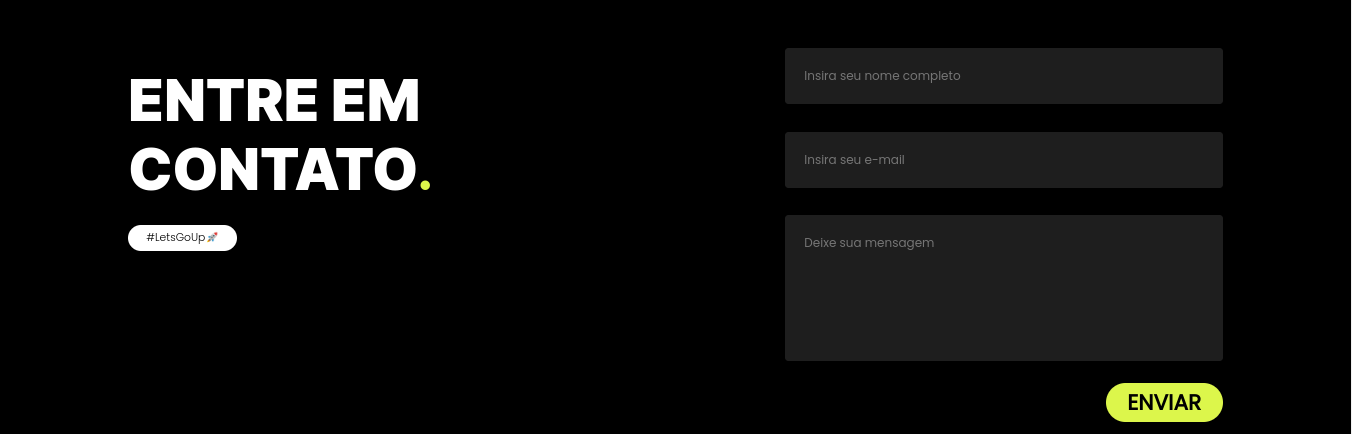 ENTRE EM
CONTATO.
#LetsGoUp🚀
Insira seu nome completo
Insira seu e-mail
Deixe sua mensagem
ENVIAR